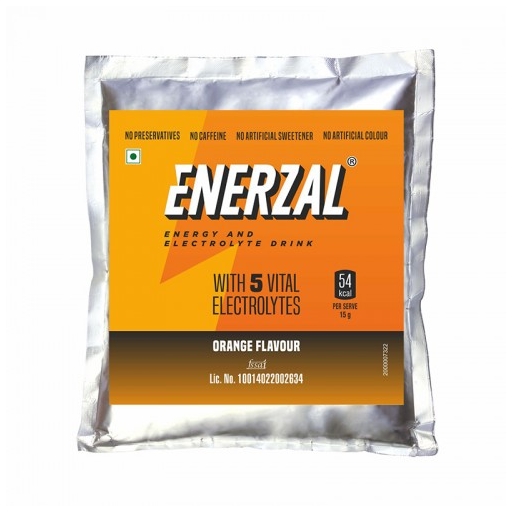 NO PRESERVATIVES NO CAFFEINE NO ARTIFICIAL SWEETENER NO ARTIFICIAL COLOUR
ENERZAL®
ENERGY AND
ELECTROLYTE DRINK
WITH 5 VITAL
ELECTROLYTES
54
kcal
PER SERVE
15 g
ORANGE FLAVOUR
fssai
Lic. No. 10014022002634
2000007322